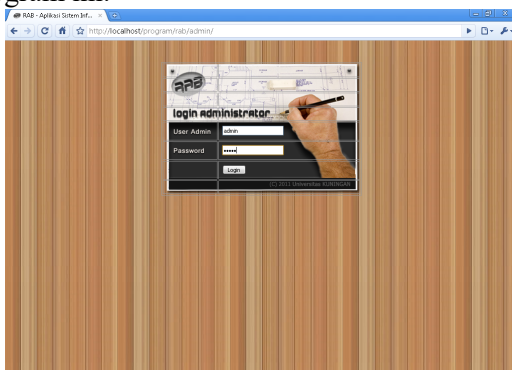 RAB - Aplikasi Sistem Inf...
http://localhost/program/rab/admin/
RAB
login administrator
User Admin admin
Password •••••
Login
(C) 2011 Universitas KUNINGAN